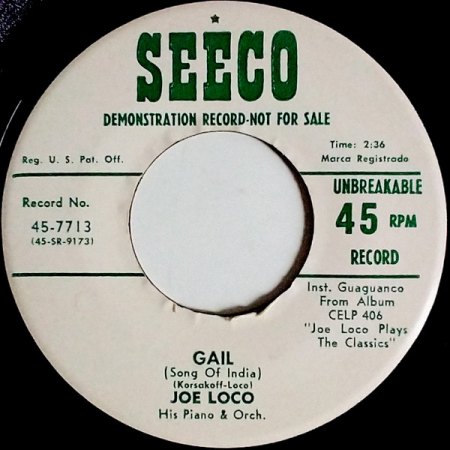 SEECO
DEMONSTRATION RECORD-NOT FOR SALE
Reg. U. S. Pat. Off.
Time: 2:36
Marca Registrado
Record No.
45-7713
(45-SR-9173)
UNBREAKABLE
45 RPM
RECORD
Inst. Guaguanco
From Album
CELP 406
"Joe Loco Plays
The Classics"
GAIL
(Song Of India)
(Korsakoff-Loco)
JOE LOCO
His Piano & Orch.